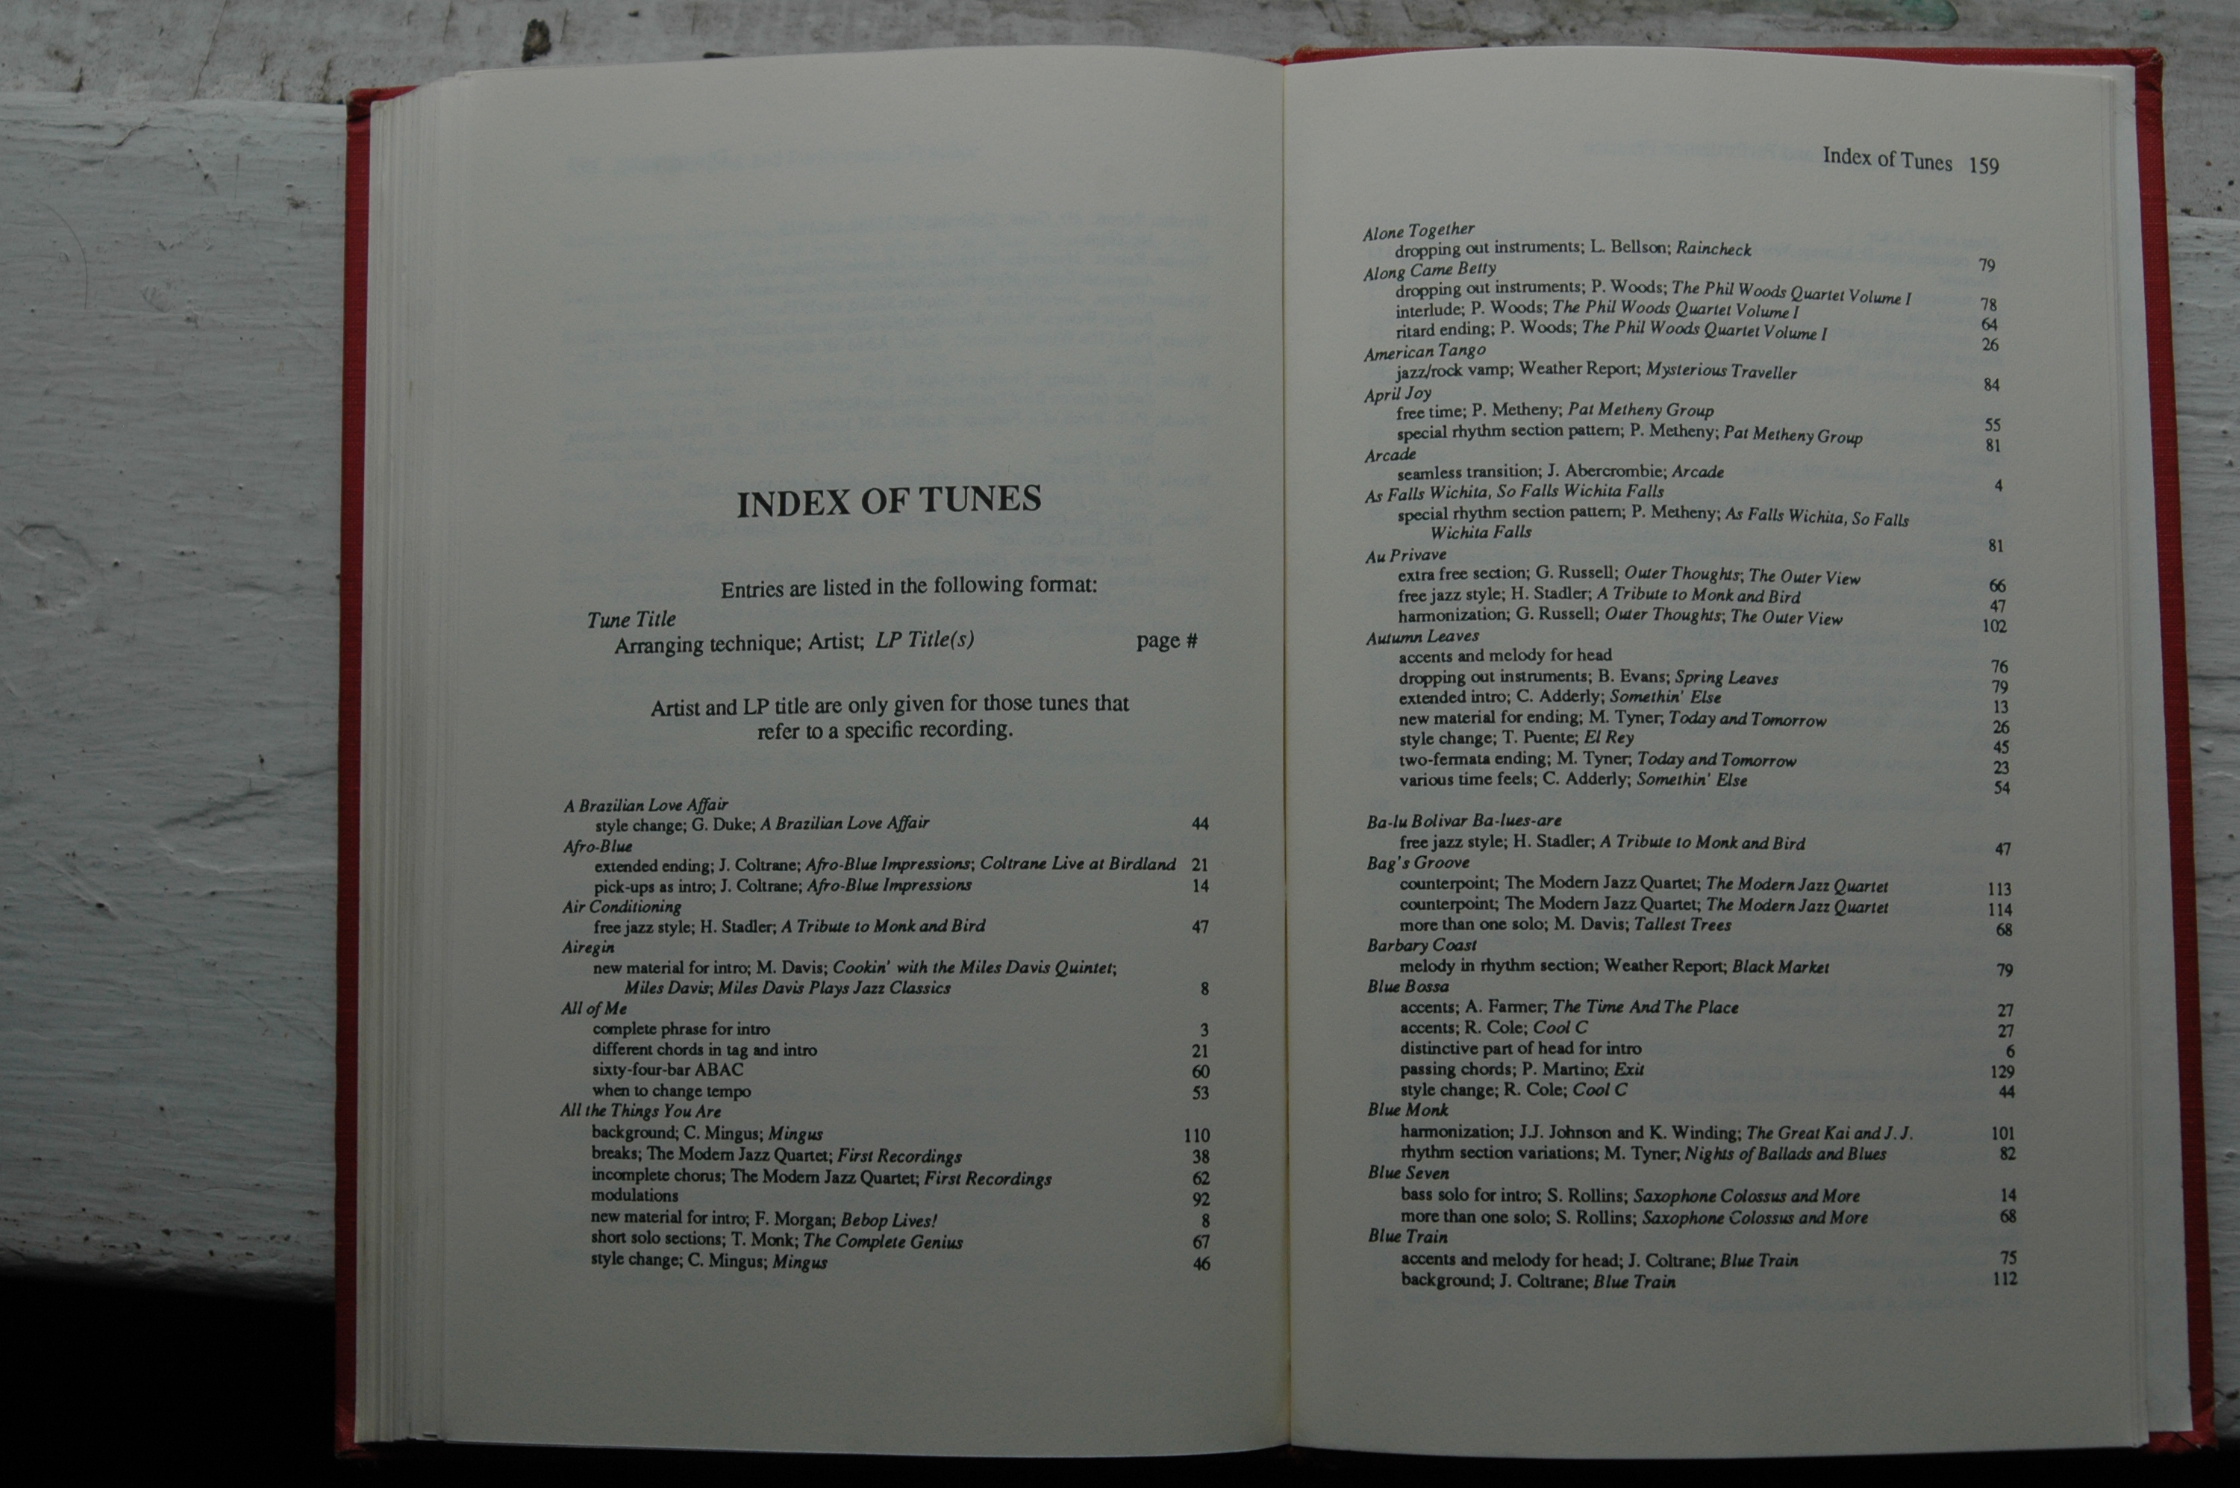 INDEX OF TUNES
Entries are listed in the following format:
Tune Title
Arranging technique; Artist; LP Title(s) page #
Artist and LP title are only given for those tunes that
refer to a specific recording.
A Brazilian Love Affair
style change; G. Duke; A Brazilian Love Affair 44
Afro-Blue
extended ending; J. Coltrane; Afro-Blue Impressions; Coltrane Live at Birdland 21
pick-ups as intro; J. Coltrane; Afro-Blue Impressions 14
Air Conditioning
free jazz style; H. Stadler; A Tribute to Monk and Bird 47
Airegin
new material for intro; M. Davis; Cookin' with the Miles Davis Quintet;
Miles Davis; Miles Davis Plays Jazz Classics 8
All of Me
complete phrase for intro 3
different chords in tag and intro 21
sixty-four-bar ABAC 60
when to change tempo 53
All the Things You Are
background; C. Mingus; Mingus 110
breaks; The Modern Jazz Quartet; First Recordings 38
incomplete chorus; The Modern Jazz Quartet; First Recordings 62
modulations 92
new material for intro; F. Morgan; Bebop Lives! 8
short solo sections; T. Monk; The Complete Genius 67
style change; C. Mingus; Mingus 46
Index of Tunes 159
Alone Together
dropping out instruments; L. Bellson; Raincheck 79
Along Came Betty
dropping out instruments; P. Woods; The Phil Woods Quartet Volume I 78
interlude; P. Woods; The Phil Woods Quartet Volume I 64
ritard ending; P. Woods; The Phil Woods Quartet Volume I 26
American Tango
jazz/rock vamp; Weather Report; Mysterious Traveller 84
April Joy
free time; P. Metheny; Pat Metheny Group 55
special rhythm section pattern; P. Metheny; Pat Metheny Group 81
Arcade
seamless transition; J. Abercrombie; Arcade 4
As Falls Wichita, So Falls Wichita Falls
special rhythm section pattern; P. Metheny; As Falls Wichita, So Falls
Wichita Falls 81
Au Privave
extra free section; G. Russell; Outer Thoughts; The Outer View 66
free jazz style; H. Stadler; A Tribute to Monk and Bird 47
harmonization; G. Russell; Outer Thoughts; The Outer View 102
Autumn Leaves
accents and melody for head 76
dropping out instruments; B. Evans; Spring Leaves 79
extended intro; C. Adderly; Somethin' Else 13
new material for ending; M. Tyner; Today and Tomorrow 26
style change; T. Puente; El Rey 45
two-fermata ending; M. Tyner; Today and Tomorrow 23
various time feels; C. Adderly; Somethin' Else 54
Ba-lu Bolivar Ba-lues-are
free jazz style; H. Stadler; A Tribute to Monk and Bird 47
Bag's Groove
counterpoint; The Modern Jazz Quartet; The Modern Jazz Quartet 113
counterpoint; The Modern Jazz Quartet; The Modern Jazz Quartet 114
more than one solo; M. Davis; Tallest Trees 68
Barbary Coast
melody in rhythm section; Weather Report; Black Market 79
Blue Bossa
accents; A. Farmer; The Time And The Place 27
accents; R. Cole; Cool C 27
distinctive part of head for intro 6
passing chords; P. Martino; Exit 129
style change; R. Cole; Cool C 44
Blue Monk
harmonization; J.J. Johnson and K. Winding; The Great Kai and J.J. 101
rhythm section variations; M. Tyner; Nights of Ballads and Blues 82
Blue Seven
bass solo for intro; S. Rollins; Saxophone Colossus and More 14
more than one solo; S. Rollins; Saxophone Colossus and More 68
Blue Train
accents and melody for head; J. Coltrane; Blue Train 75
background; J. Coltrane; Blue Train 112